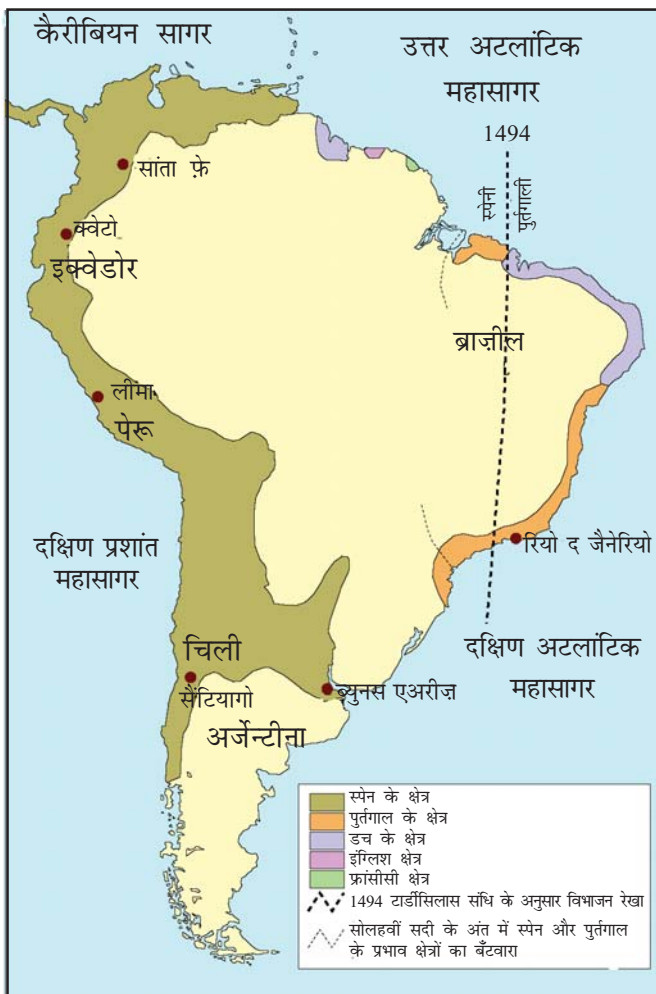 कैरीबियन सागर
उत्तर अटलांटिक
महासागर
1494
स्पेनी
पुर्तगाली
सांता फ़े
क्वेटो
इक्वेडोर
ब्राज़ील
लीमा
पेरू
रियो द जैनेरियो
दक्षिण प्रशांत
महासागर
चिली
सैंटियागो
ब्युनस एअरीज़
अर्जेन्टीना
दक्षिण अटलांटिक
महासागर
स्पेन के क्षेत्र
पुर्तगाल के क्षेत्र
डच के क्षेत्र
इंग्लिश क्षेत्र
फ्रांसीसी क्षेत्र
1494 टार्डीसिलास संधि के अनुसार विभाजन रेखा
सोलहवीं सदी के अंत में स्पेन और पुर्तगाल
के प्रभाव क्षेत्रों का बँटवारा